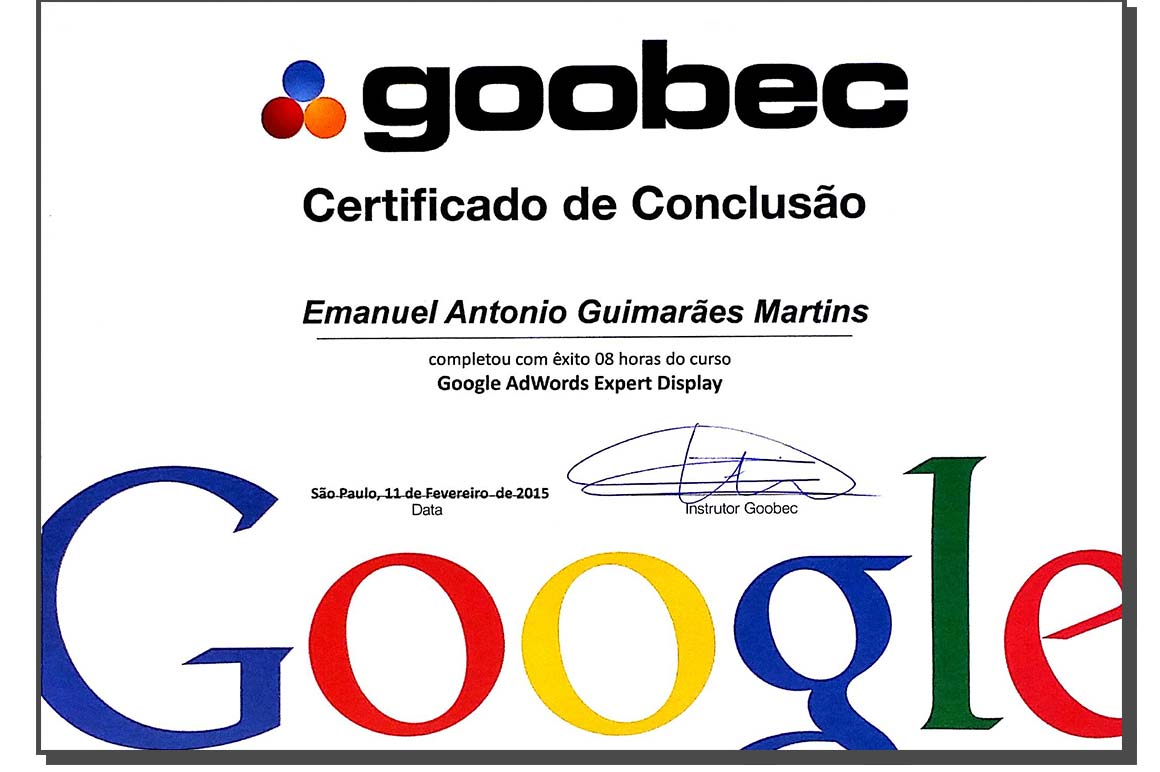 goobec
Certificado de Conclusão
Emanuel Antonio Guimarães Martins
completou com êxito 08 horas do curso
Google AdWords Expert Display
São Paulo, 11 de Fevereiro de 2015
Data
Instrutor Goobec
Google